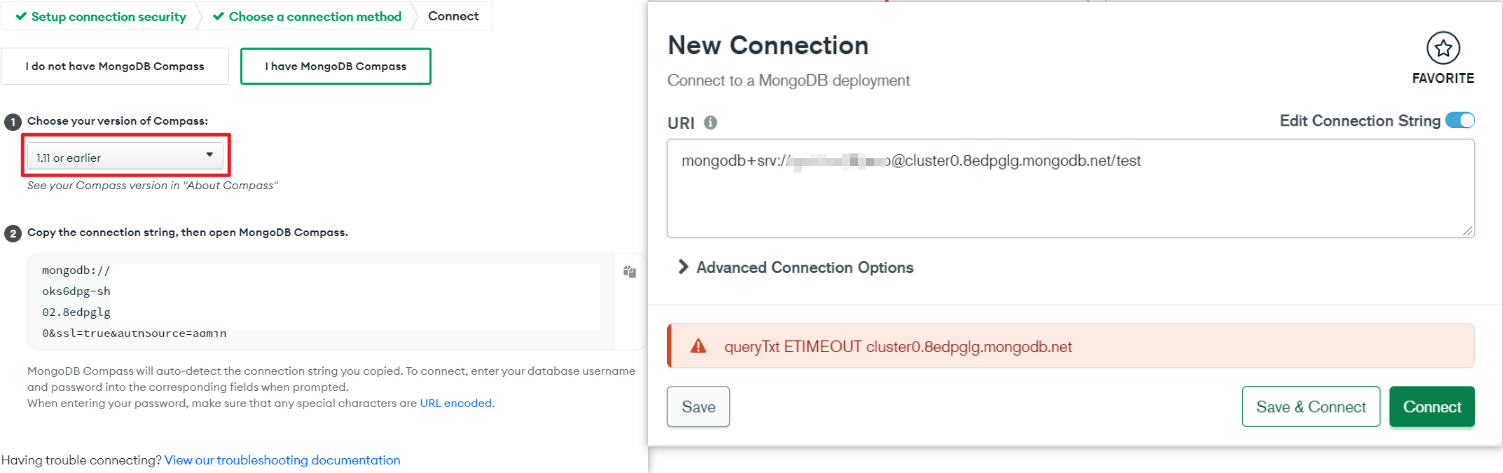 Setup connection security
Choose a connection method
Connect
I do not have MongoDB Compass
I have MongoDB Compass
1 Choose your version of Compass:
1.11 or earlier
See your Compass version in "About Compass"
2 Copy the connection string, then open MongoDB Compass.
mongodb://
oks6dpg-sh
02.8edpglg
0&ssl=true&authSource=admin
MongoDB Compass will auto-detect the connection string you copied. To connect, enter your database username
and password into the corresponding fields when prompted.
When entering your password, make sure that any special characters are URL encoded.
Having trouble connecting? View our troubleshooting documentation
New Connection
Connect to a MongoDB deployment
FAVORITE
URI
Edit Connection String
mongodb+srv://@cluster0.8edpglg.mongodb.net/test
Advanced Connection Options
queryTxt ETIMEOUT cluster0.8edpglg.mongodb.net
Save
Save & Connect
Connect